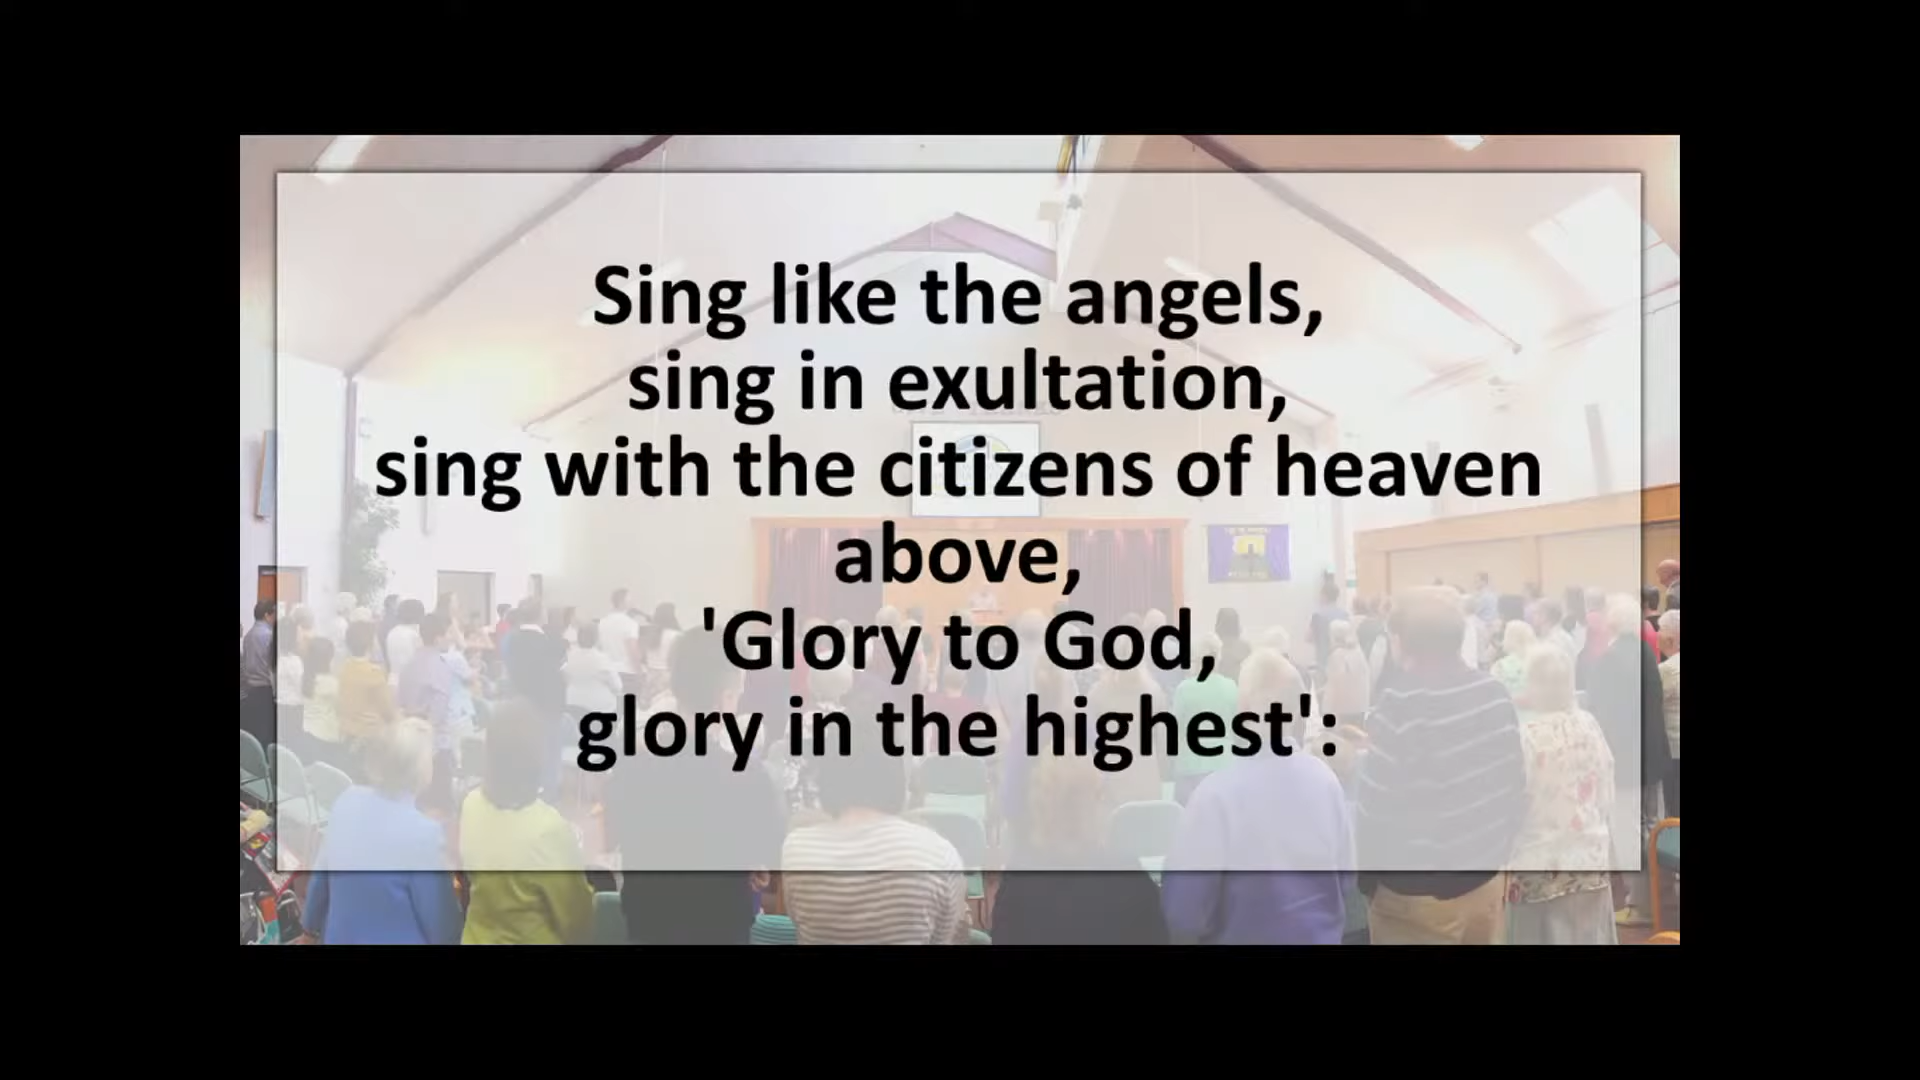 Sing like the angels,
sing in exultation,
sing with the citizens of heaven
above,
'Glory to God,
glory in the highest':